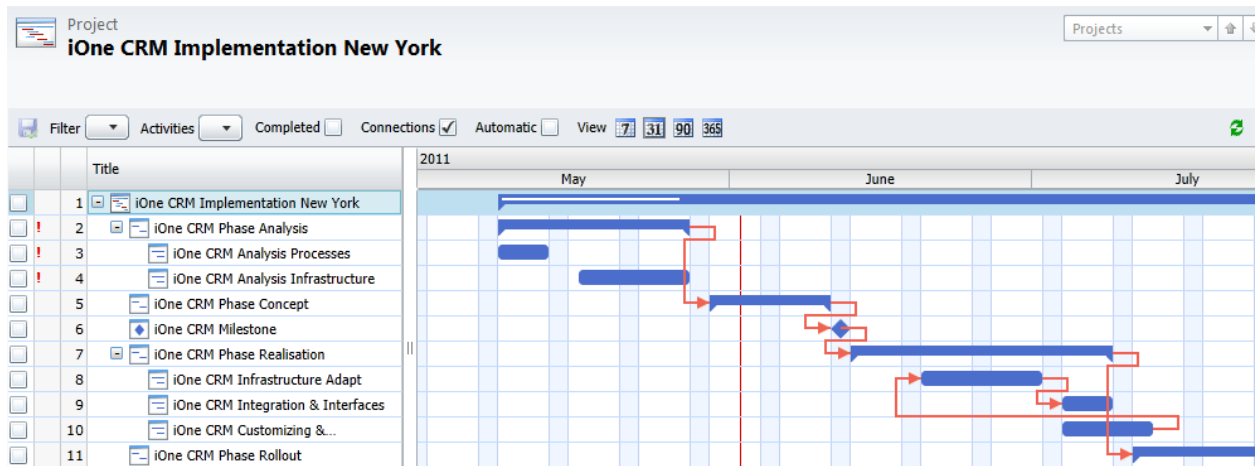 Project
iOne CRM Implementation New York
Projects
Filter Activities Completed Connections Automatic View 7 31 90 365
Title
2011
May June July
1 iOne CRM Implementation New York
! 2 iOne CRM Phase Analysis
! 3 iOne CRM Analysis Processes
! 4 iOne CRM Analysis Infrastructure
5 iOne CRM Phase Concept
6 iOne CRM Milestone
7 iOne CRM Phase Realisation
8 iOne CRM Infrastructure Adapt
9 iOne CRM Integration & Interfaces
10 iOne CRM Customizing &...
11 iOne CRM Phase Rollout